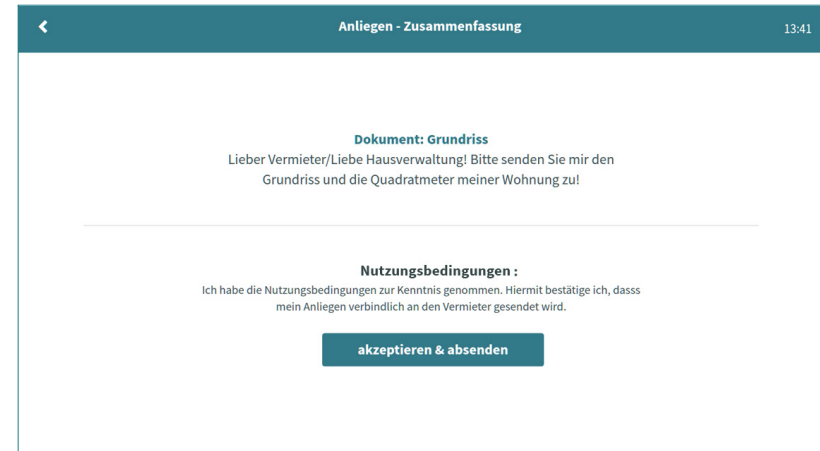 Anliegen - Zusammenfassung
13:41
Dokument: Grundriss
Lieber Vermieter/Liebe Hausverwaltung! Bitte senden Sie mir den
Grundriss und die Quadratmeter meiner Wohnung zu!
Nutzungsbedingungen :
Ich habe die Nutzungsbedingungen zur Kenntnis genommen. Hiermit bestätige ich, dasss
mein Anliegen verbindlich an den Vermieter gesendet wird.
akzeptieren & absenden